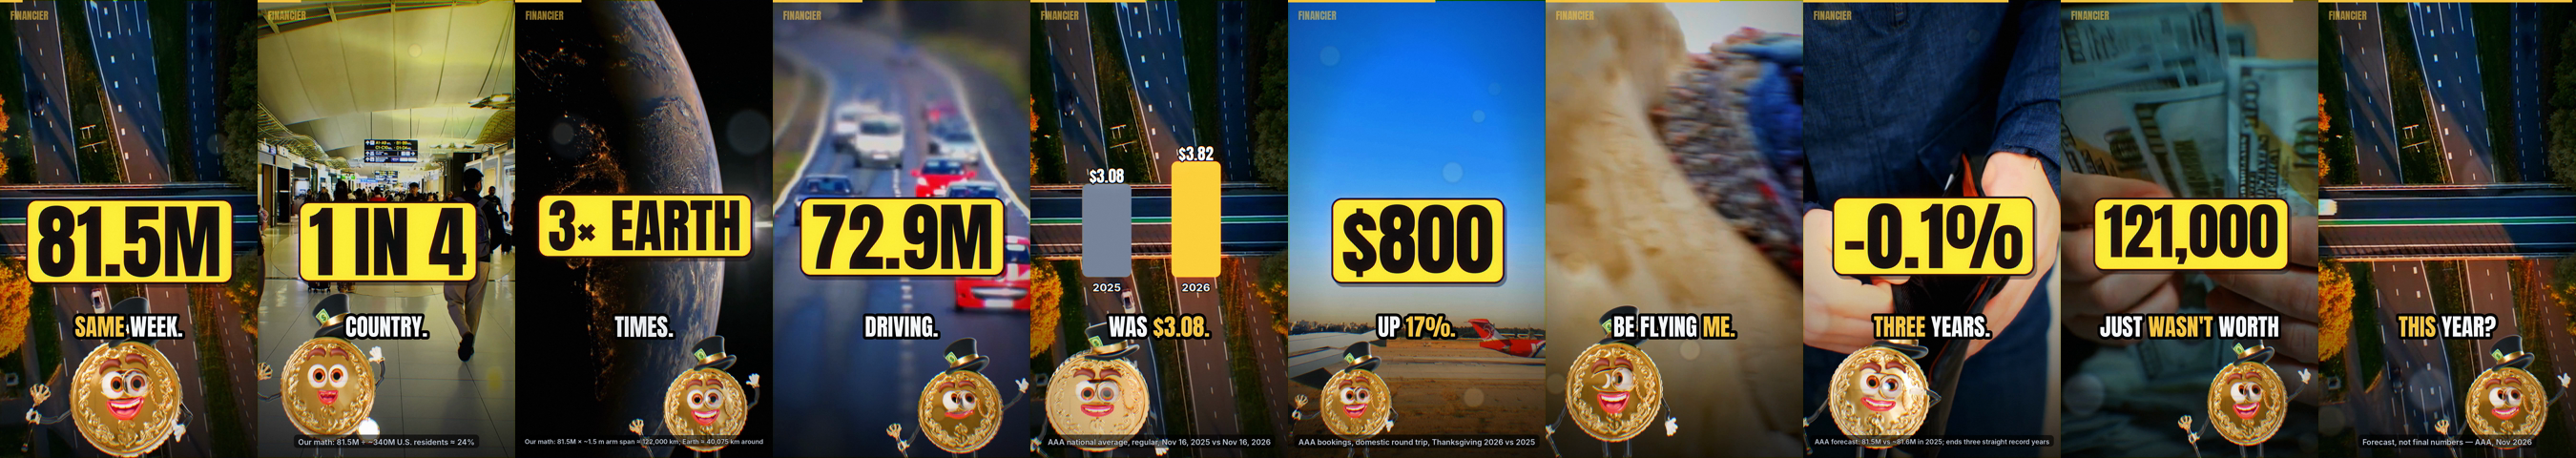 FINANCIER
81.5M
SAME WEEK.
FINANCIER
1 IN 4
COUNTRY.
Our math: 81.5M ÷ ~340M U.S. residents ≈ 24%
FINANCIER
3× EARTH
TIMES.
Our math: 81.5M × ~1.5 m arm span ≈ 122,000 km; Earth ≈ 40,075 km around
FINANCIER
72.9M
DRIVING.
FINANCIER
$3.08
$3.82
2025
2026
WAS $3.08.
AAA national average, regular, Nov 16, 2025 vs Nov 16, 2026
FINANCIER
$800
UP 17%.
AAA bookings, domestic round trip, Thanksgiving 2026 vs 2025
FINANCIER
BE FLYING ME.
FINANCIER
-0.1%
THREE YEARS.
AAA forecast: 81.5M vs ~81.6M in 2025; ends three straight record years
FINANCIER
121,000
JUST WASN'T WORTH
FINANCIER
THIS YEAR?
Forecast, not final numbers — AAA, Nov 2026